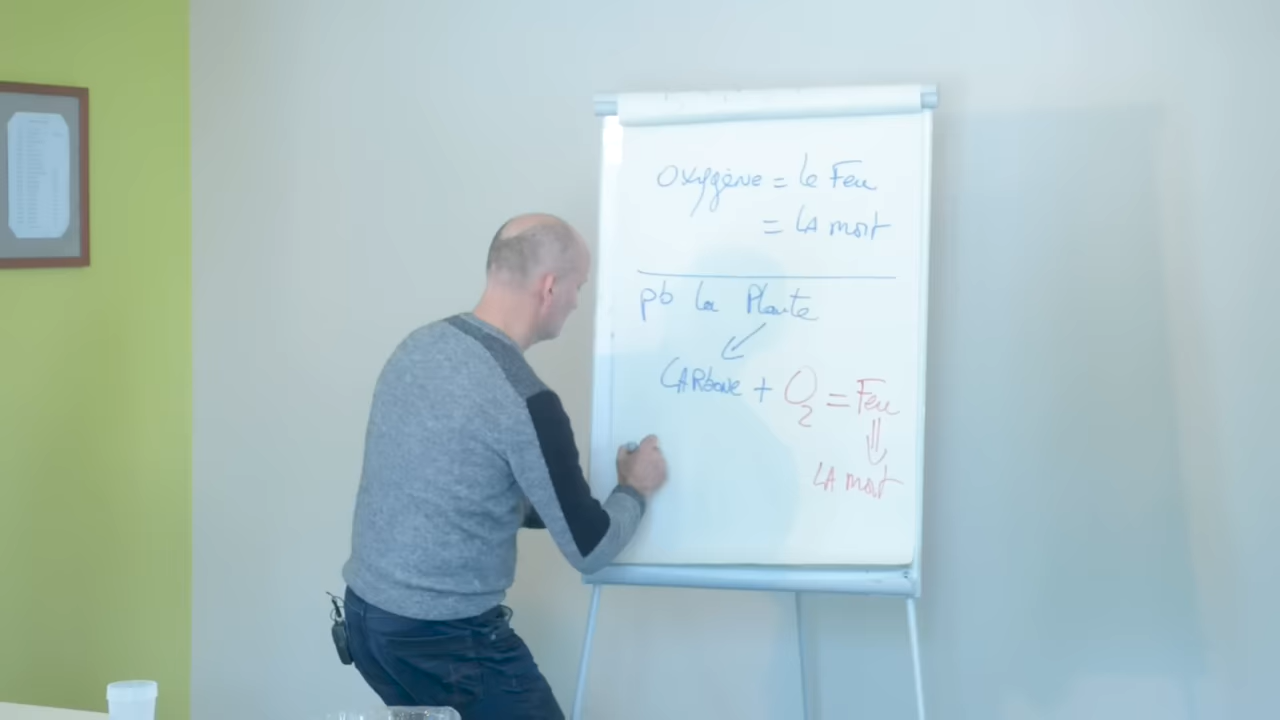 Oxygène = le Feu
= LA mort
pb la Plante
CARbone + O2 = Feu
LA mort